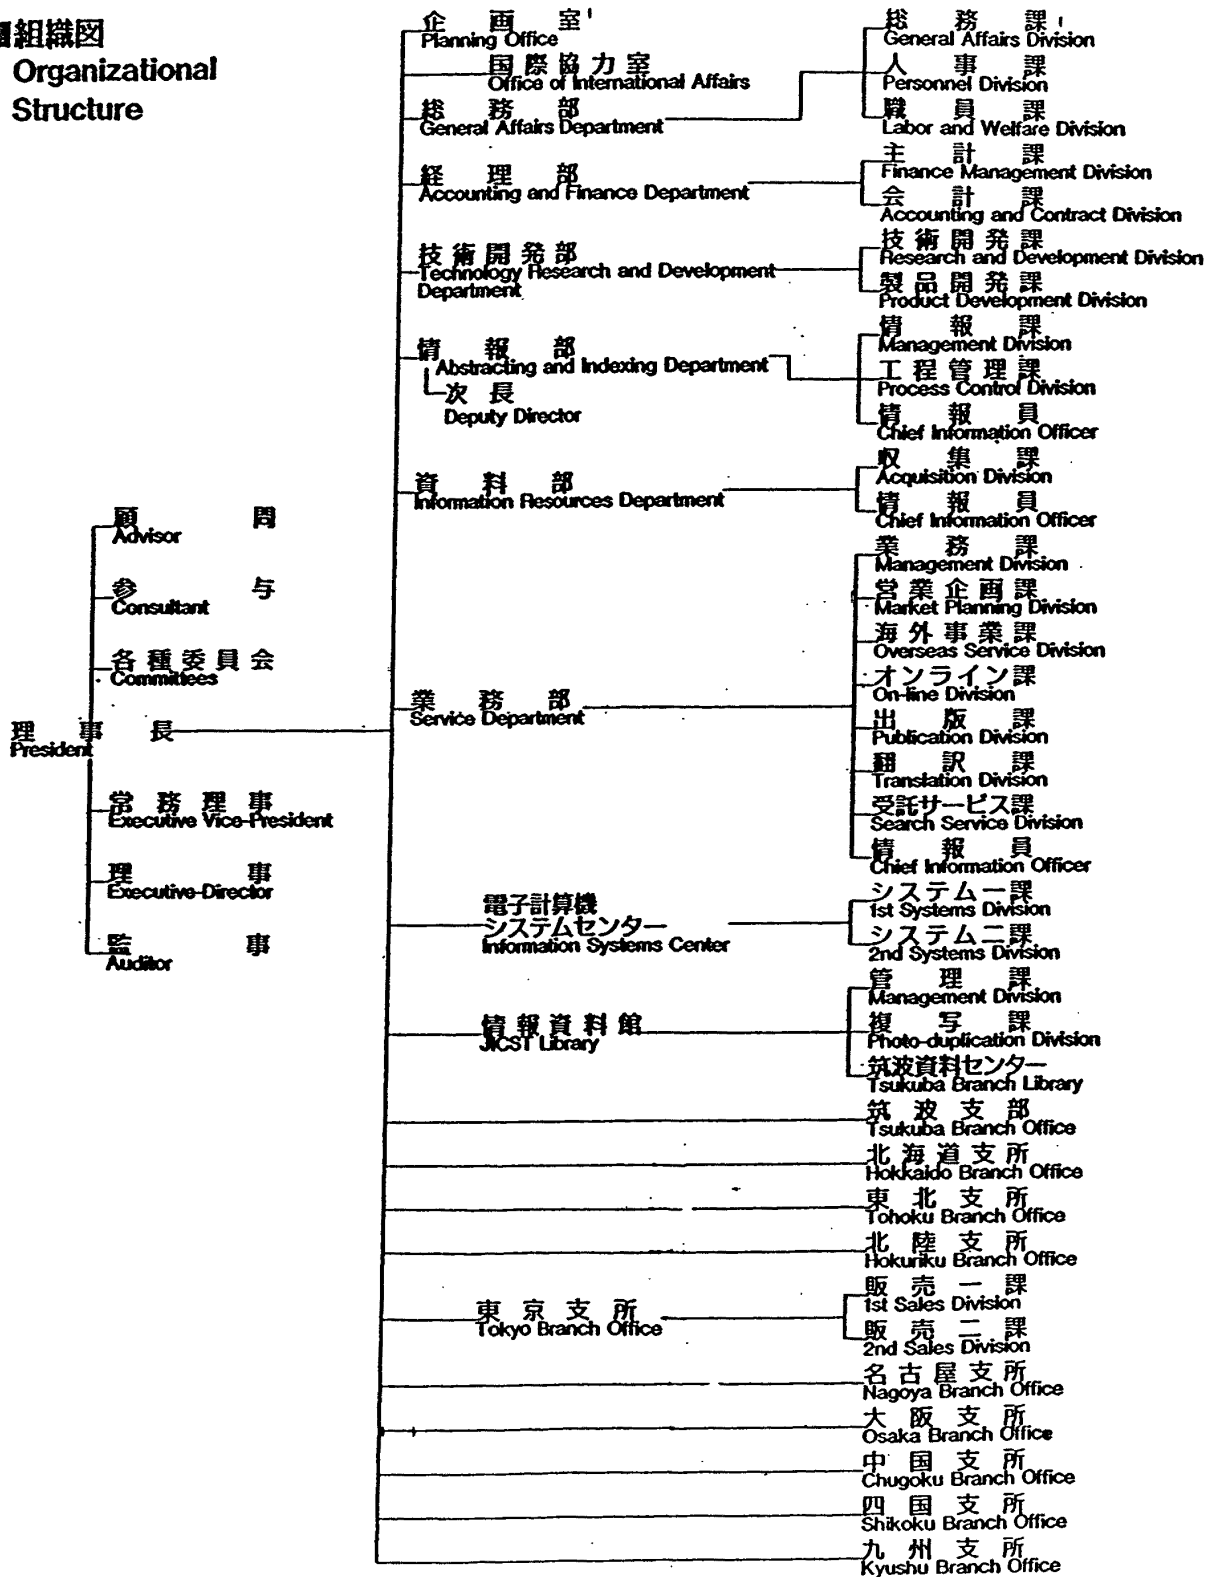 組織図
Organizational
Structure
企画室
Planning Office
国際協力室
Office of International Affairs
総務部
General Affairs Department
総務課
General Affairs Division
人事課
Personnel Division
職員課
Labor and Welfare Division
経理部
Accounting and Finance Department
主計課
Finance Management Division
会計課
Accounting and Contract Division
技術開発部
Technology Research and Development
Department
技術開発課
Research and Development Division
製品開発課
Product Development Division
情報部
Abstracting and Indexing Department
次長
Deputy Director
情報課
Management Division
工程管理課
Process Control Division
情報員
Chief Information Officer
資料部
Information Resources Department
収集課
Acquisition Division
情報員
Chief Information Officer
顧問
Advisor
参与
Consultant
各種委員会
Committees
理事長
President
常務理事
Executive Vice-President
理事
Executive Director
監事
Auditor
業務部
Service Department
業務課
Management Division
営業企画課
Market Planning Division
海外事業課
Overseas Service Division
オンライン課
On-line Division
出版課
Publication Division
翻訳課
Translation Division
受託サービス課
Search Service Division
情報員
Chief Information Officer
電子計算機
システムセンター
Information Systems Center
システム一課
1st Systems Division
システム二課
2nd Systems Division
情報資料館
JICST Library
管理課
Management Division
複写課
Photo-duplication Division
筑波資料センター
Tsukuba Branch Library
筑波支部
Tsukuba Branch Office
北海道支所
Hokkaido Branch Office
東北支所
Tohoku Branch Office
北陸支所
Hokuriku Branch Office
東京支所
Tokyo Branch Office
販売一課
1st Sales Division
販売二課
2nd Sales Division
名古屋支所
Nagoya Branch Office
大阪支所
Osaka Branch Office
中国支所
Chugoku Branch Office
四国支所
Shikoku Branch Office
九州支所
Kyushu Branch Office